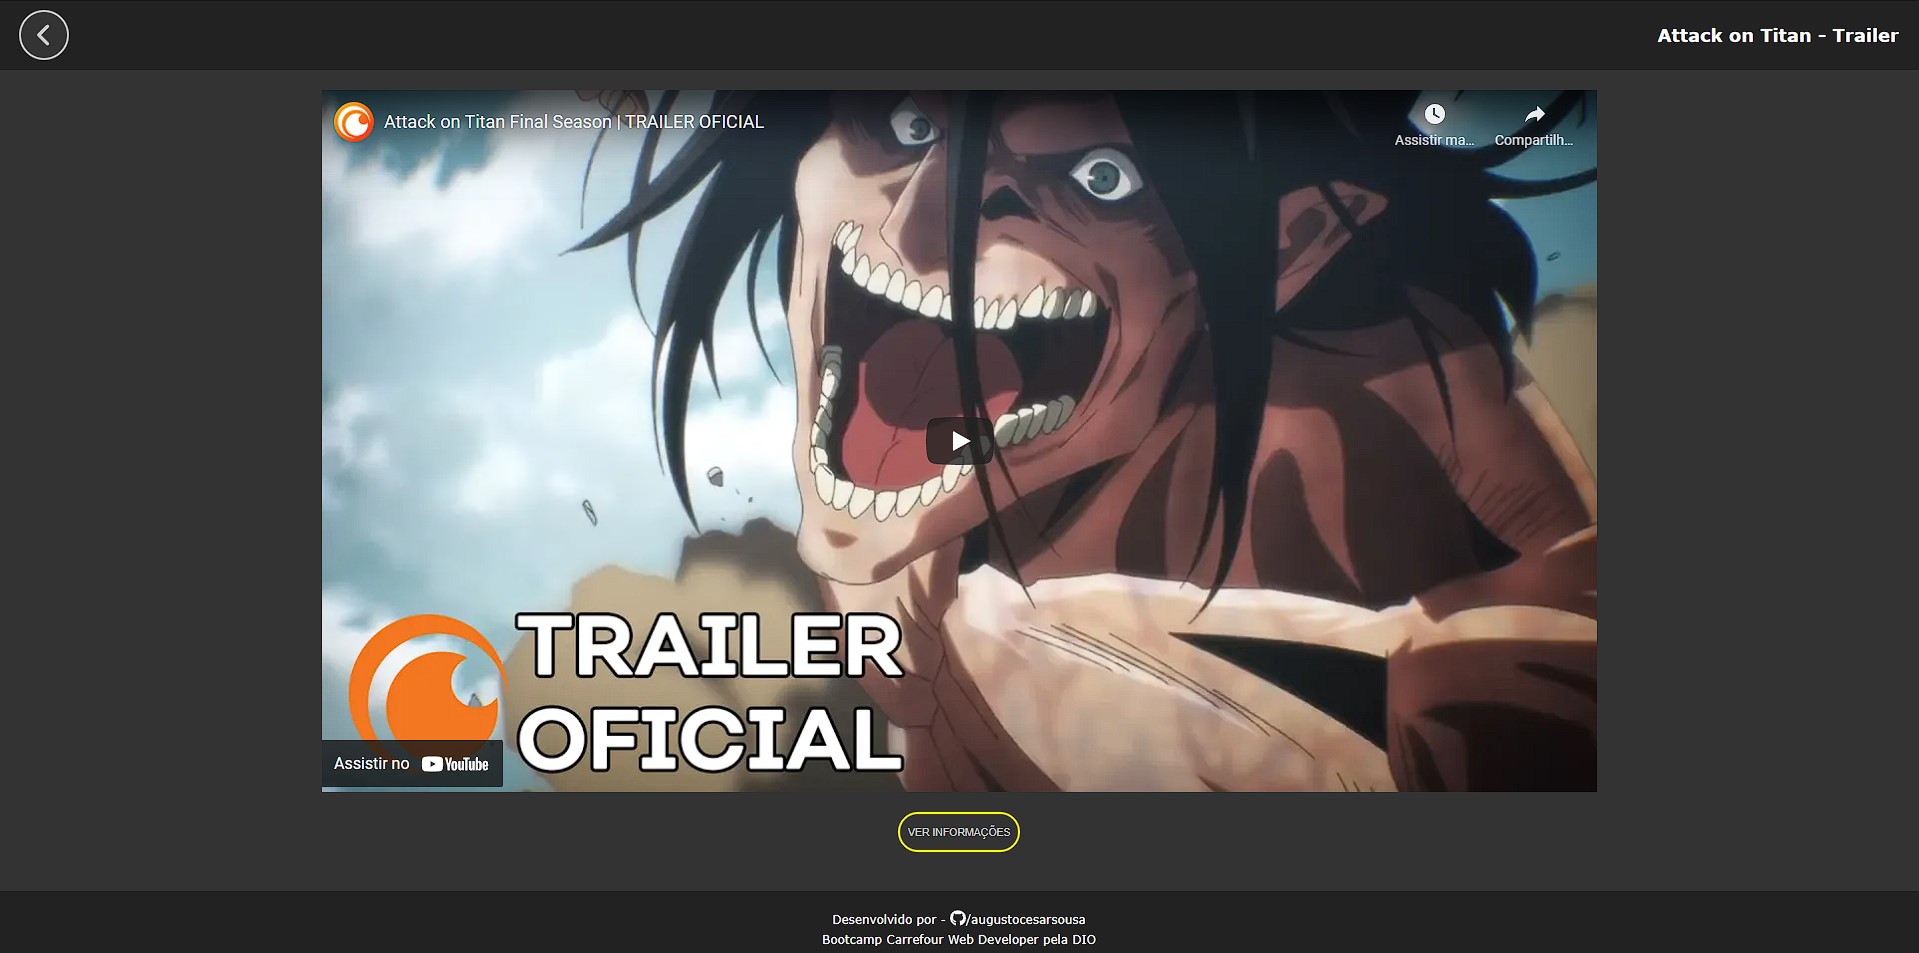 Attack on Titan - Trailer
Attack on Titan Final Season | TRAILER OFICIAL
Assistir ma...
Compartilh...
TRAILER
OFICIAL
Assistir no YouTube
VER INFORMAÇÕES
Desenvolvido por - /augustocesarsousa
Bootcamp Carrefour Web Developer pela DIO